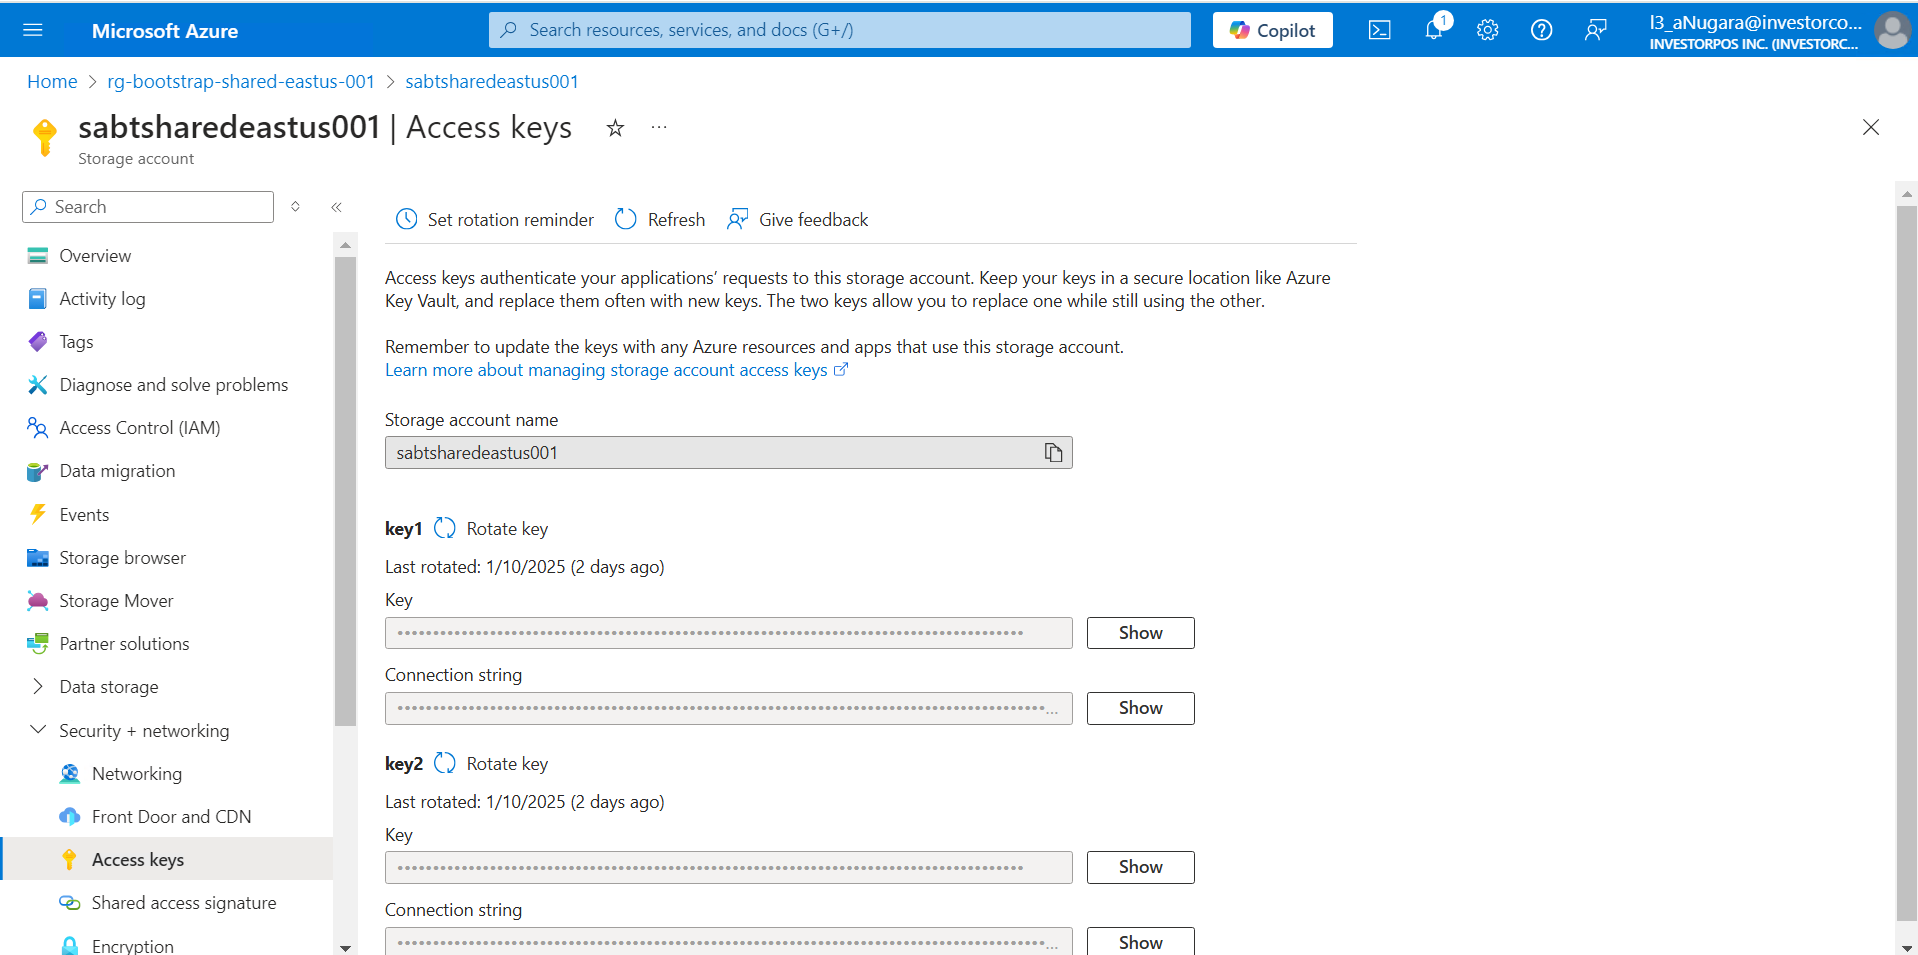 Microsoft Azure
Search resources, services, and docs (G+/)
Copilot
1
l3_aNugara@investorco...
INVESTORPOS INC. (INVESTORC...
Home > rg-bootstrap-shared-eastus-001 > sabtsharedeastus001
sabtsharedeastus001 | Access keys
Storage account
Search
Overview
Activity log
Tags
Diagnose and solve problems
Access Control (IAM)
Data migration
Events
Storage browser
Storage Mover
Partner solutions
Data storage
Security + networking
Networking
Front Door and CDN
Access keys
Shared access signature
Encryption
Set rotation reminder
Refresh
Give feedback
Access keys authenticate your applications’ requests to this storage account. Keep your keys in a secure location like Azure
Key Vault, and replace them often with new keys. The two keys allow you to replace one while still using the other.
Remember to update the keys with any Azure resources and apps that use this storage account.
Learn more about managing storage account access keys
Storage account name
sabtsharedeastus001
key1 Rotate key
Last rotated: 1/10/2025 (2 days ago)
Key
Show
Connection string
Show
key2 Rotate key
Last rotated: 1/10/2025 (2 days ago)
Key
Show
Connection string
Show